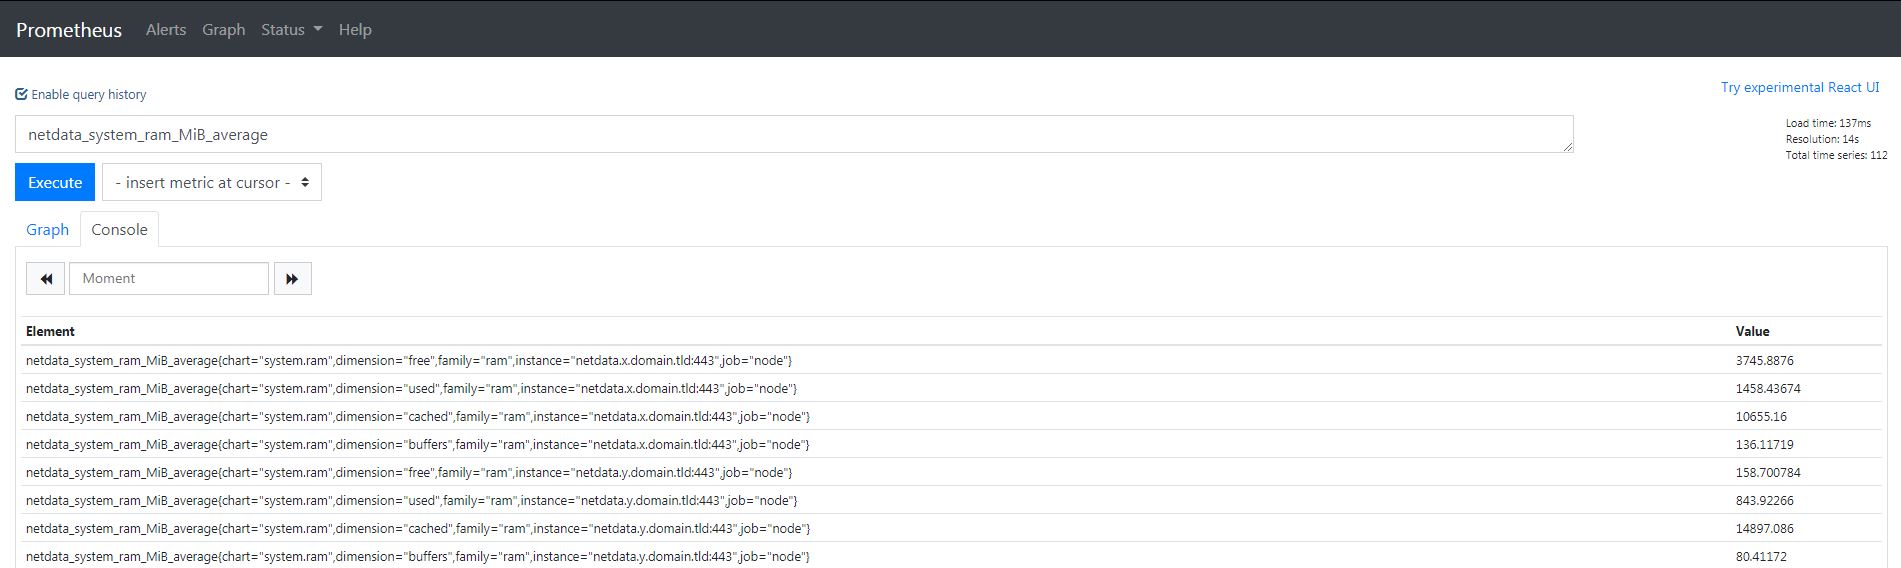 Prometheus Alerts Graph Status Help
Enable query history
Try experimental React UI
netdata_system_ram_MiB_average
Load time: 137ms
Resolution: 14s
Total time series: 112
Execute - insert metric at cursor -
Graph Console
Moment
Element Value
netdata_system_ram_MiB_average{chart="system.ram",dimension="free",family="ram",instance="netdata.x.domain.tld:443",job="node"} 3745.8876
netdata_system_ram_MiB_average{chart="system.ram",dimension="used",family="ram",instance="netdata.x.domain.tld:443",job="node"} 1458.43674
netdata_system_ram_MiB_average{chart="system.ram",dimension="cached",family="ram",instance="netdata.x.domain.tld:443",job="node"} 10655.16
netdata_system_ram_MiB_average{chart="system.ram",dimension="buffers",family="ram",instance="netdata.x.domain.tld:443",job="node"} 136.11719
netdata_system_ram_MiB_average{chart="system.ram",dimension="free",family="ram",instance="netdata.y.domain.tld:443",job="node"} 158.700784
netdata_system_ram_MiB_average{chart="system.ram",dimension="used",family="ram",instance="netdata.y.domain.tld:443",job="node"} 843.92266
netdata_system_ram_MiB_average{chart="system.ram",dimension="cached",family="ram",instance="netdata.y.domain.tld:443",job="node"} 14897.086
netdata_system_ram_MiB_average{chart="system.ram",dimension="buffers",family="ram",instance="netdata.y.domain.tld:443",job="node"} 80.41172